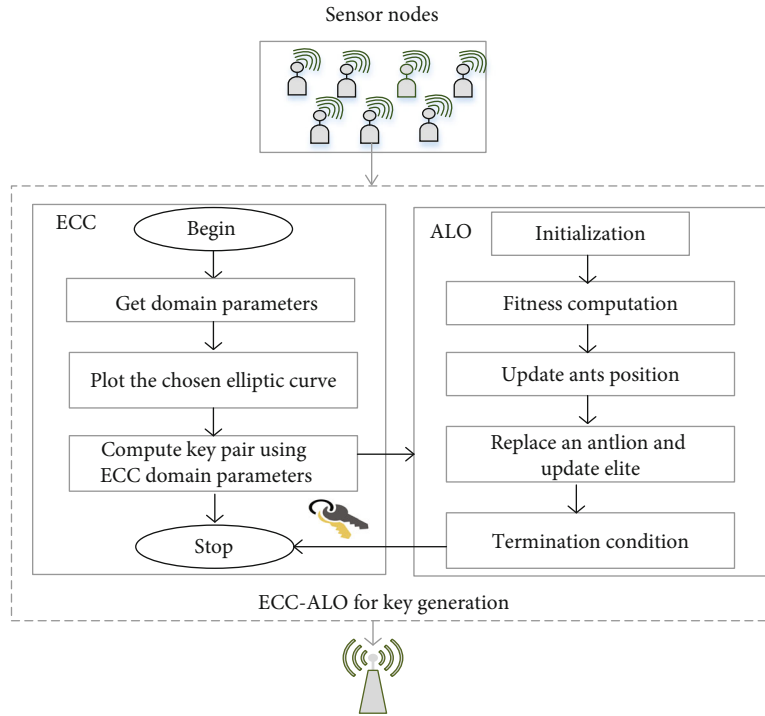 Sensor nodes
ECC
Begin
Get domain parameters
Plot the chosen elliptic curve
Compute key pair using
ECC domain parameters
Stop
ALO
Initialization
Fitness computation
Update ants position
Replace an antlion and
update elite
Termination condition
ECC-ALO for key generation